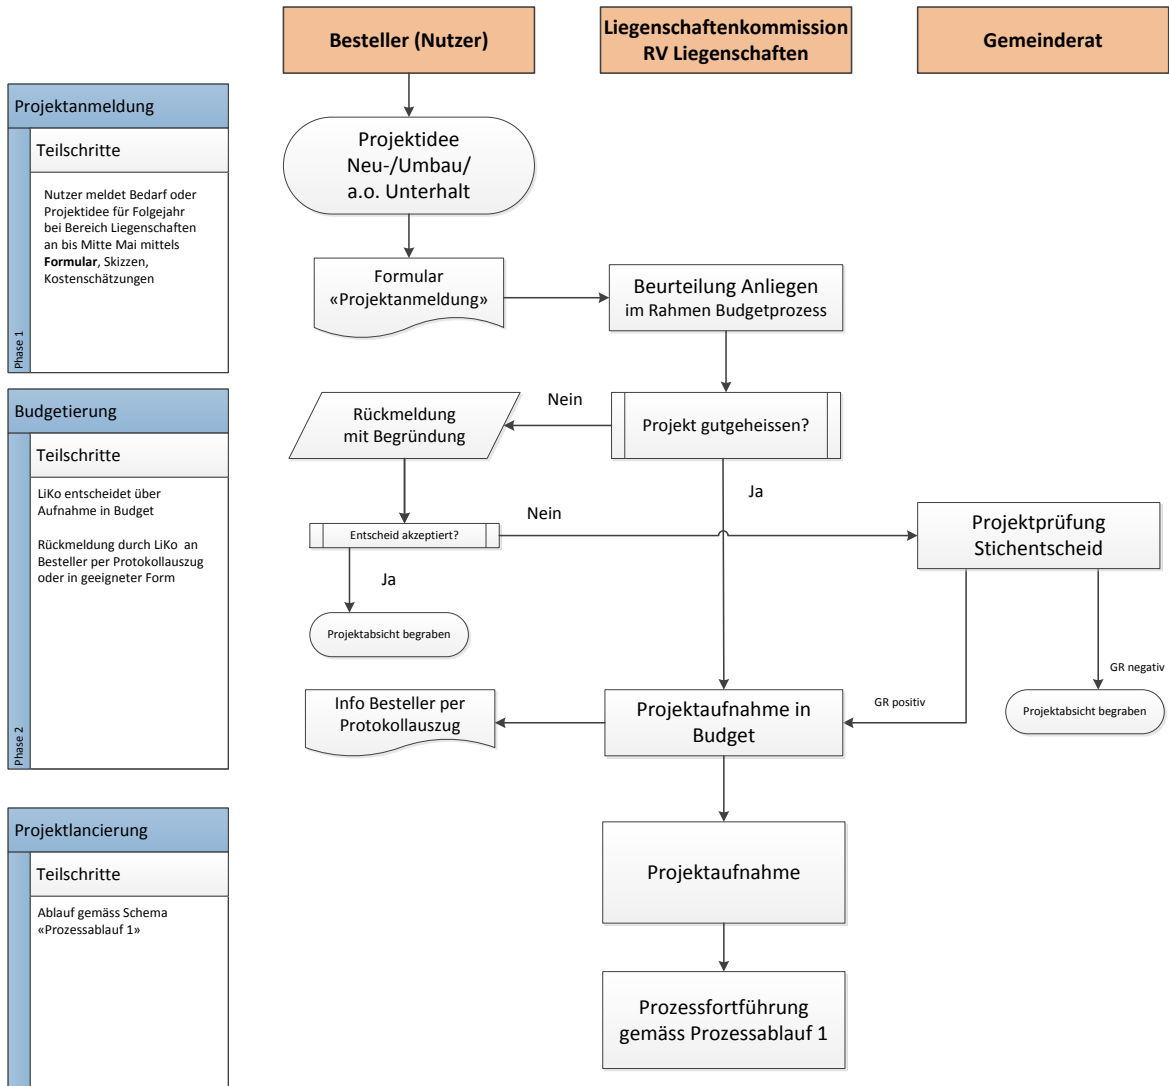 Besteller (Nutzer)
Liegenschaftenkommission
RV Liegenschaften
Gemeinderat
Projektanmeldung
Teilschritte
Nutzer meldet Bedarf oder
Projektidee für Folgejahr
bei Bereich Liegenschaften
an bis Mitte Mai mittels
Formular, Skizzen,
Kostenschätzungen
Phase 1
Projektidee
Neu-/Umbau/
a.o. Unterhalt
Formular
«Projektanmeldung»
Beurteilung Anliegen
im Rahmen Budgetprozess
Budgetierung
Teilschritte
LiKo entscheidet über
Aufnahme in Budget
Rückmeldung durch LiKo an
Besteller per Protokollauszug
oder in geeigneter Form
Phase 2
Rückmeldung
mit Begründung
Nein
Projekt gutgeheissen?
Ja
Entscheid akzeptiert?
Nein
Projektprüfung
Stichentscheid
Ja
Projektabsicht begraben
GR negativ
Info Besteller per
Protokollauszug
Projektaufnahme in
Budget
GR positiv
Projektabsicht begraben
Projektlancierung
Teilschritte
Ablauf gemäss Schema
«Prozessablauf 1»
Projektaufnahme
Prozessfortführung
gemäss Prozessablauf 1